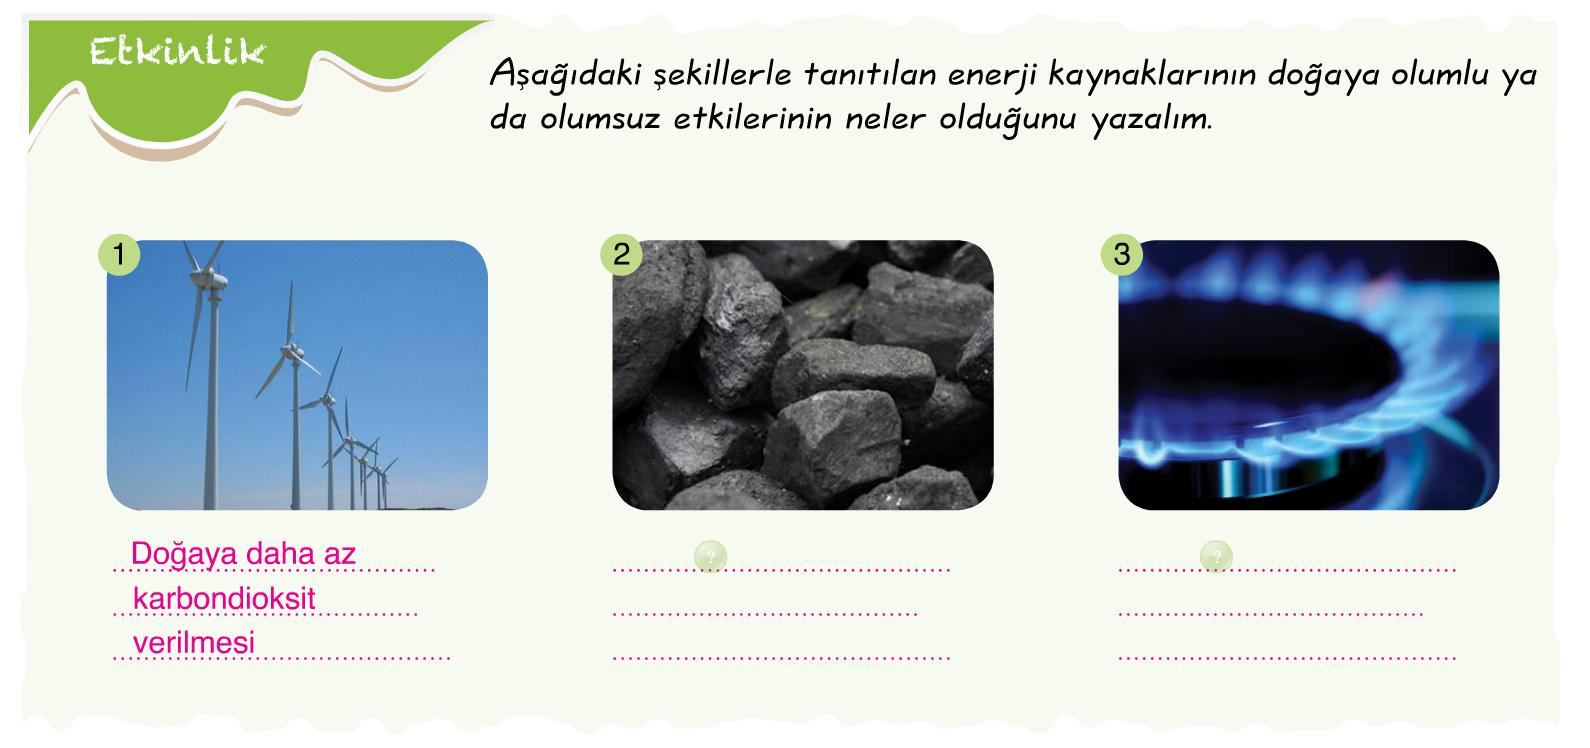 Etkinlik
Aşağıdaki şekillerle tanıtılan enerji kaynaklarının doğaya olumlu ya
da olumsuz etkilerinin neler olduğunu yazalım.
1
2
3
Doğaya daha az
karbondioksit
verilmesi
?
?